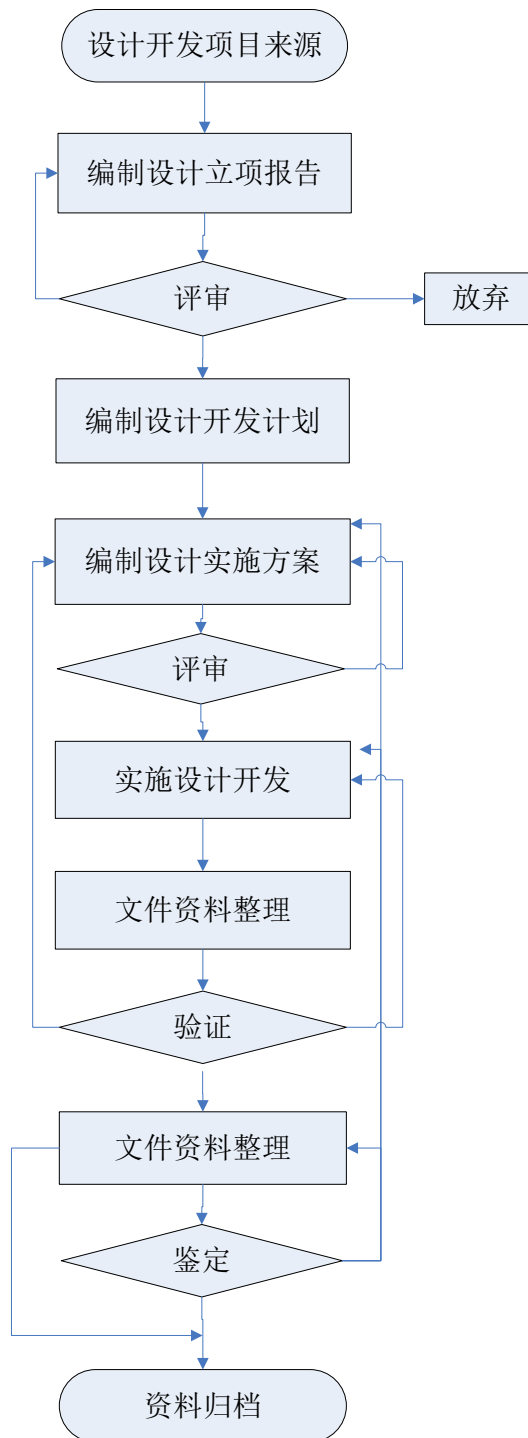 设计开发项目来源
编制设计立项报告
评审
放弃
编制设计开发计划
编制设计实施方案
评审
实施设计开发
文件资料整理
验证
文件资料整理
鉴定
资料归档